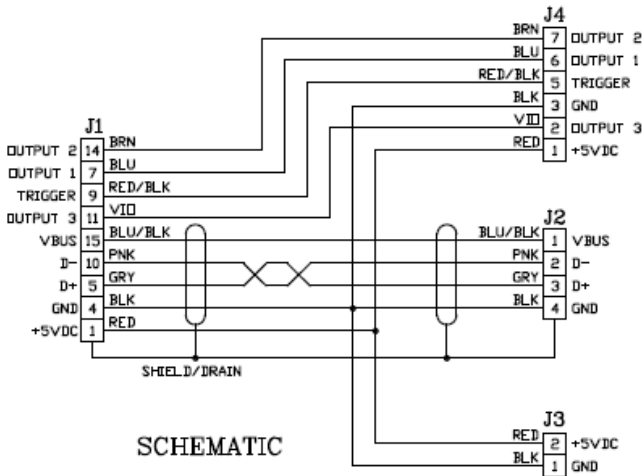 J4
BRN 7 OUTPUT 2
BLU 6 OUTPUT 1
RED/BLK 5 TRIGGER
BLK 3 GND
VIO 2 OUTPUT 3
RED 1 +5VDC
J1
OUTPUT 2 14 BRN
OUTPUT 1 7 BLU
TRIGGER 9 RED/BLK
OUTPUT 3 11 VIO
VBUS 15 BLU/BLK
D- 10 PNK
D+ 5 GRY
GND 4 BLK
+5VDC 1 RED
SHIELD/DRAIN
J2
BLU/BLK 1 VBUS
PNK 2 D-
GRY 3 D+
BLK 4 GND
J3
RED 2 +5VDC
BLK 1 GND
SCHEMATIC